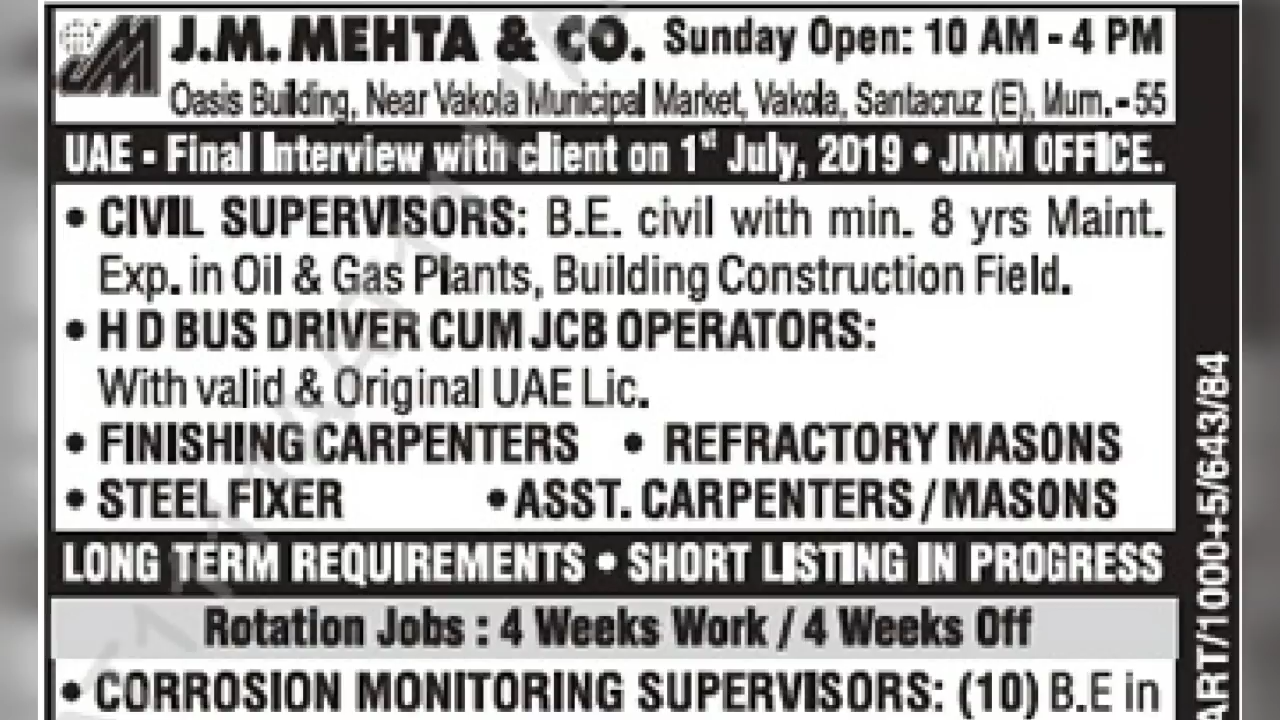 J.M. MEHTA & CO. Sunday Open: 10 AM - 4 PM
Oasis Building, Near Vakola Municipal Market, Vakola, Santacruz (E), Mum. - 55
UAE - Final Interview with client on 1st July, 2019 • JMM OFFICE.
• CIVIL SUPERVISORS: B.E. civil with min. 8 yrs Maint.
Exp. in Oil & Gas Plants, Building Construction Field.
• H D BUS DRIVER CUM JCB OPERATORS:
With valid & Original UAE Lic.
• FINISHING CARPENTERS • REFRACTORY MASONS
• STEEL FIXER • ASST. CARPENTERS / MASONS
LONG TERM REQUIREMENTS • SHORT LISTING IN PROGRESS
Rotation Jobs : 4 Weeks Work / 4 Weeks Off
• CORROSION MONITORING SUPERVISORS: (10) B.E in
ART/1000+5/643/84